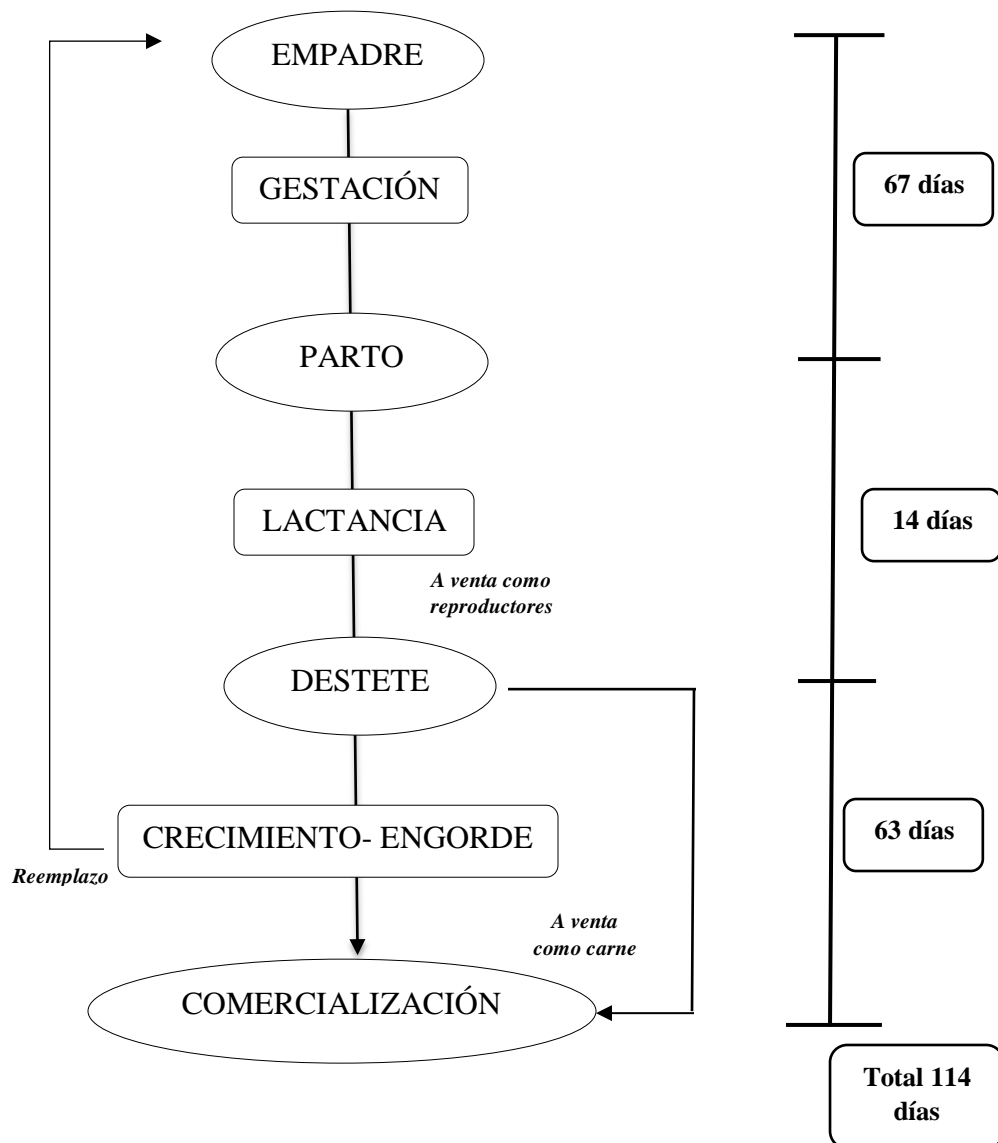 EMPADRE
67 días
GESTACIÓN
PARTO
14 días
LACTANCIA
A venta como
reproductores
DESTETE
63 días
CRECIMIENTO- ENGORDE
Reemplazo
A venta
como carne
COMERCIALIZACIÓN
Total 114
días